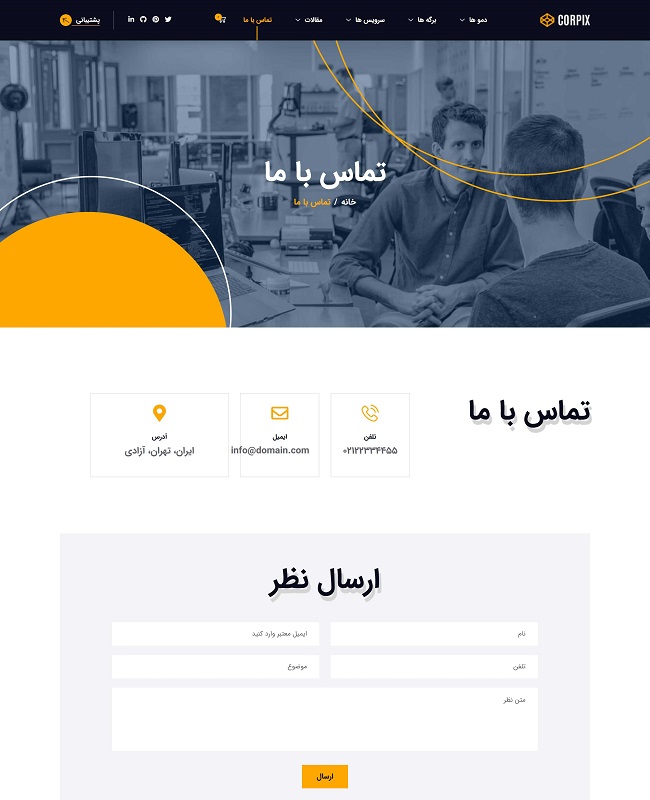 CORPIX
دمو ها
برگه ها
سرویس ها
مقالات
تماس با ما
پشتیبانی
تماس با ما
خانه / تماس با ما
تماس با ما
تلفن
۰۲۱۲۲۳۳۴۴۵۵
ایمیل
info@domain.com
آدرس
ایران، تهران، آزادی
ارسال نظر
نام
ایمیل معتبر وارد کنید
تلفن
موضوع
متن نظر
ارسال